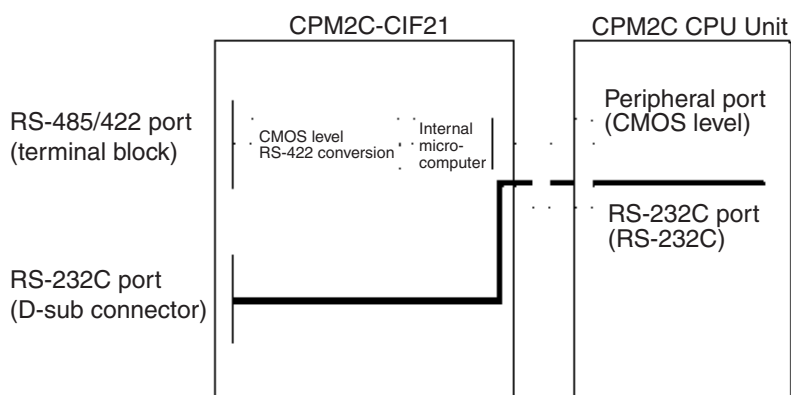 CPM2C-CIF21
CPM2C CPU Unit
RS-485/422 port
(terminal block)
CMOS level
RS-422 conversion
Internal
micro-
computer
Peripheral port
(CMOS level)
RS-232C port
(RS-232C)
RS-232C port
(D-sub connector)